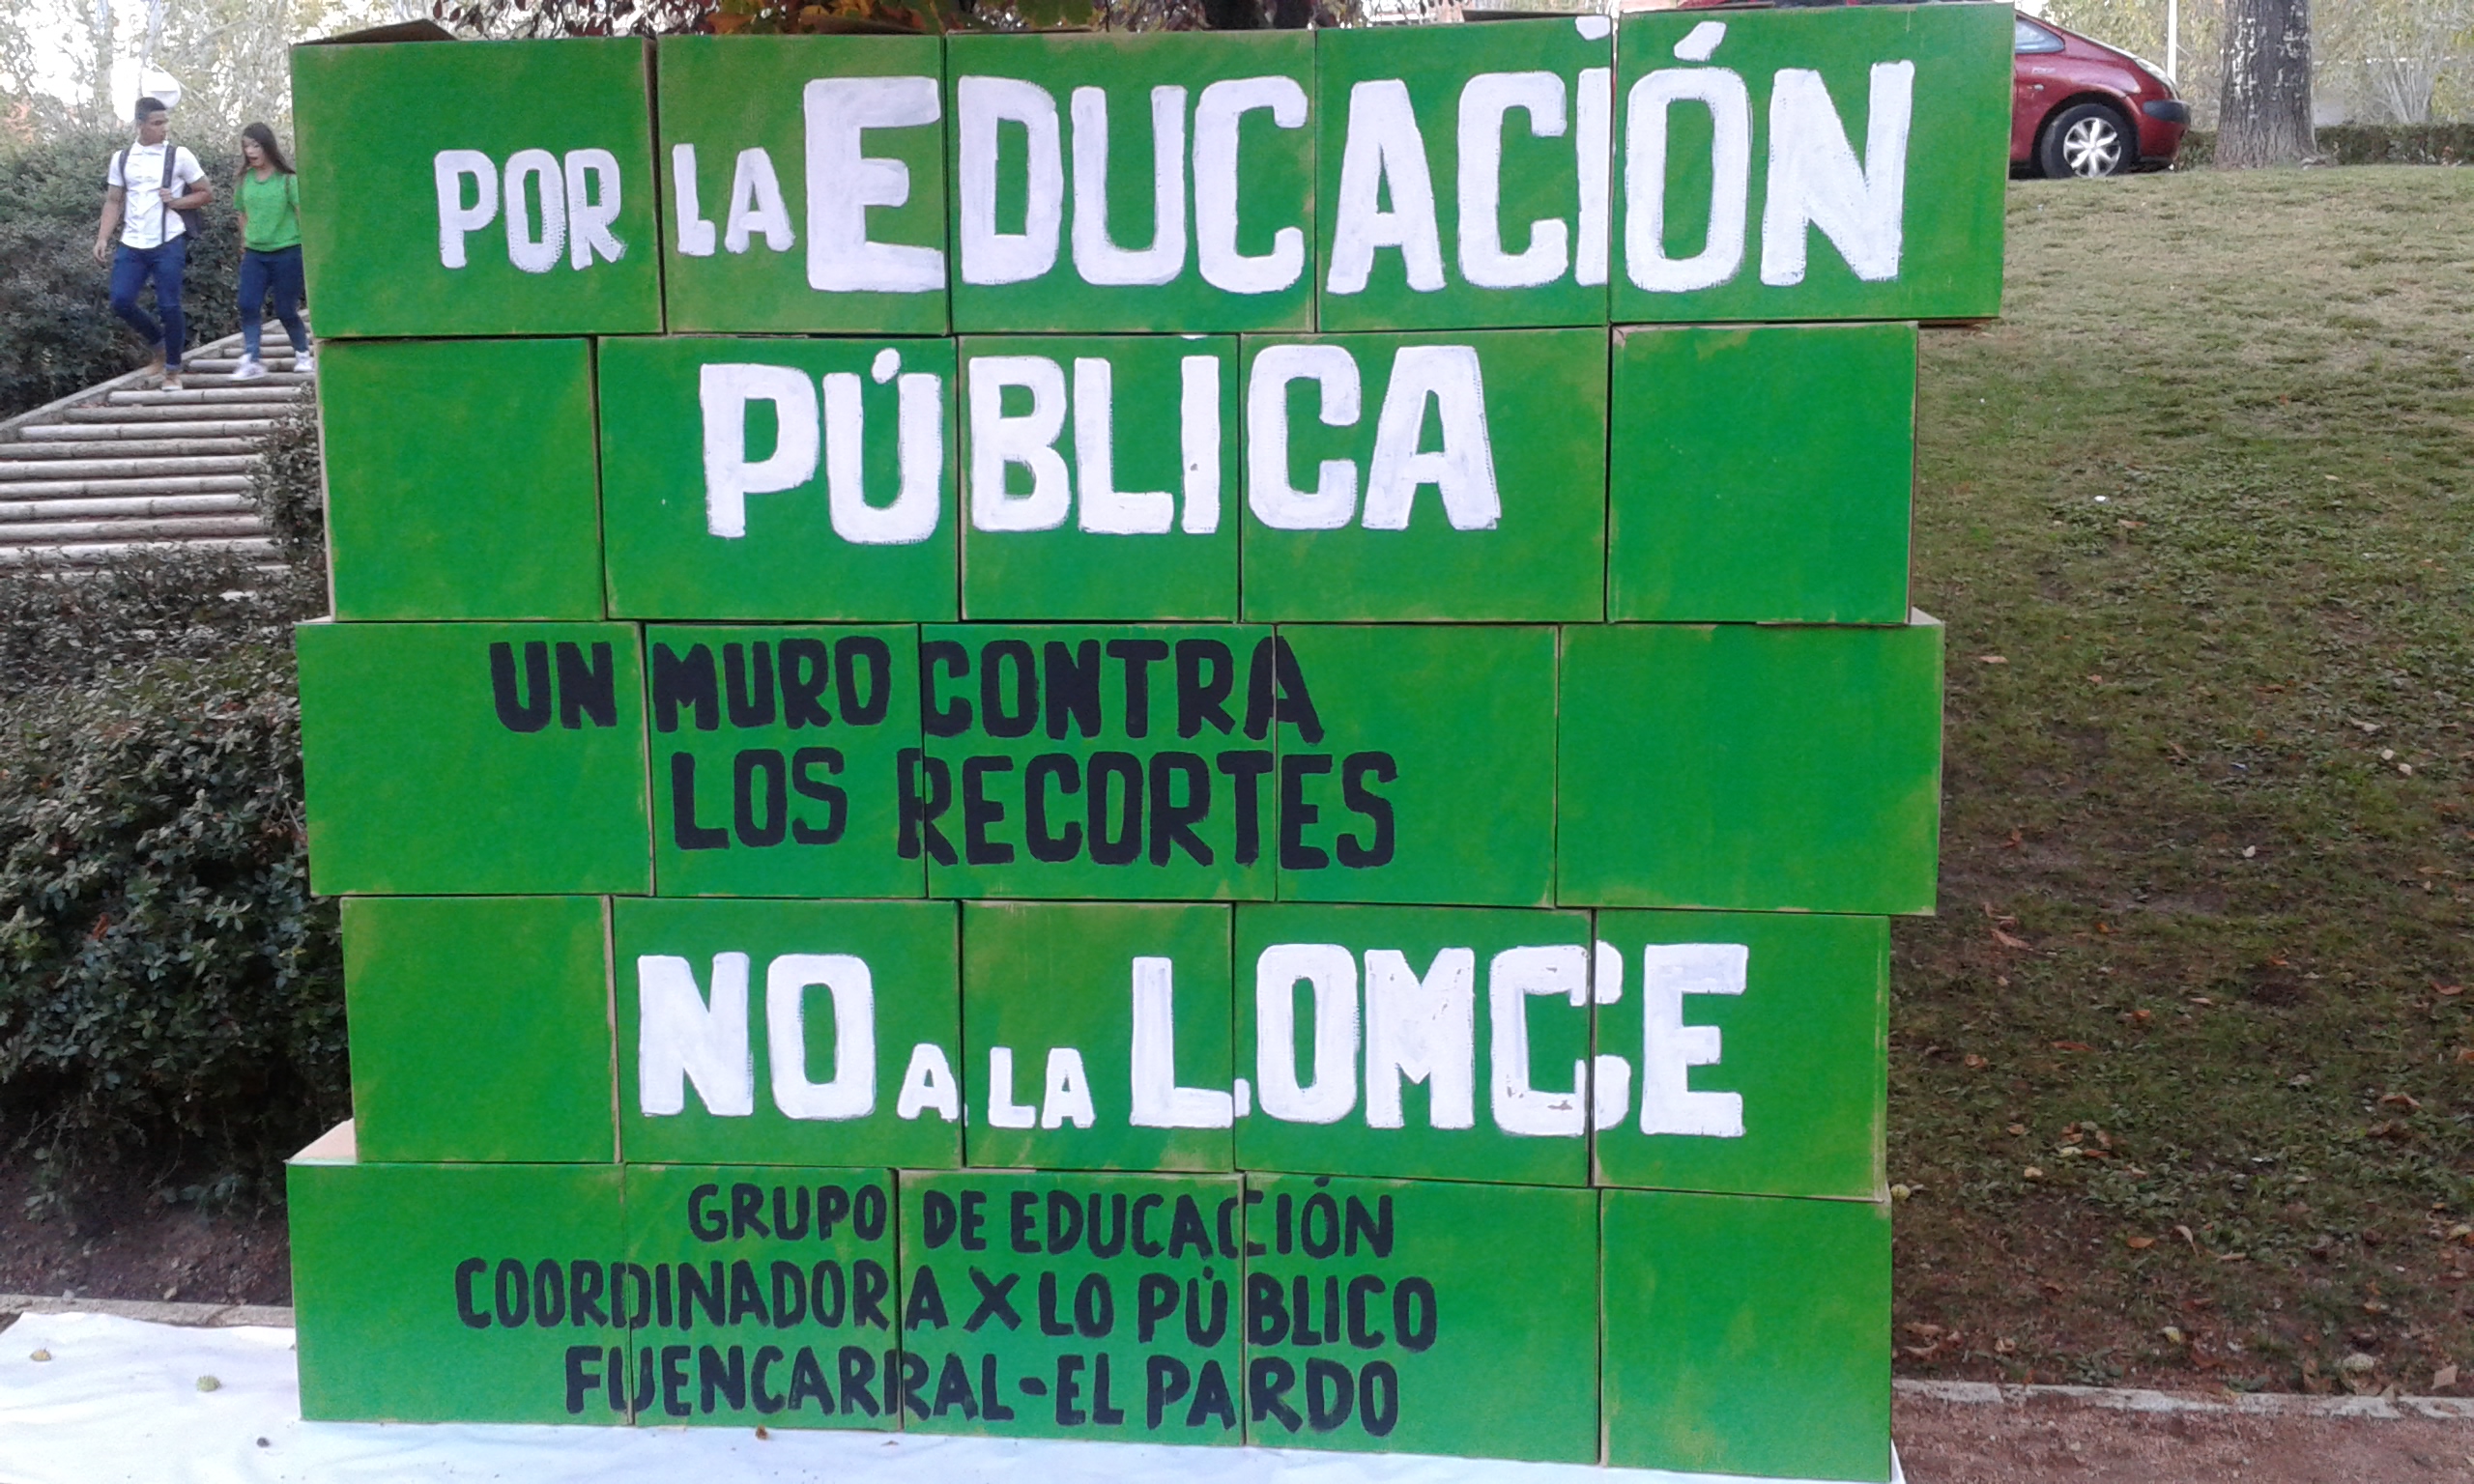 POR LA EDUCACIÓN
PÚBLICA
UN MURO CONTRA
LOS RECORTES
NO A LA LOMCE
GRUPO DE EDUCACIÓN
COORDINADORA X LO PÚBLICO
FUENCARRAL-EL PARDO